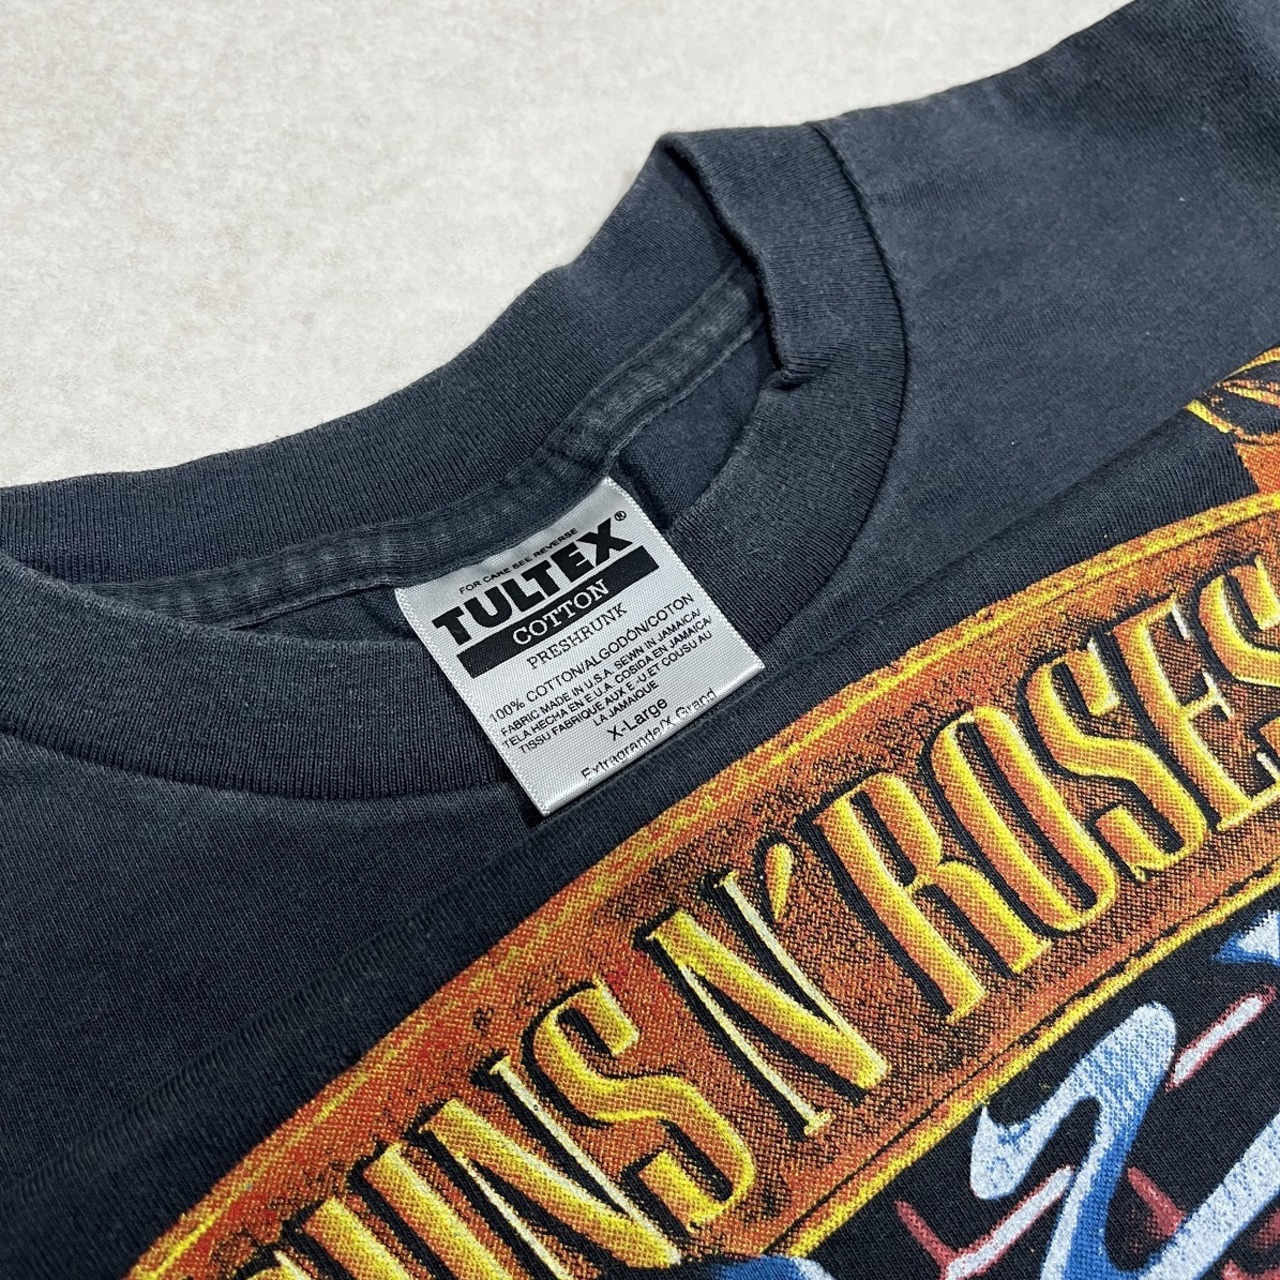 FOR CARE SEE REVERSE
TULTEX®
COTTON
PRESHRUNK
100% COTTON/ALGODÓN/COTON
FABRIC MADE IN U.S.A. SEWN IN JAMAICA/
TELA HECHA EN E.U.A. COSIDA EN JAMAICA/
TISSU FABRIQUE AUX E.-U ET COUSU AU
LA JAMAIQUE
X-Large
Extragrande/X Grand
GUNS N' ROSES